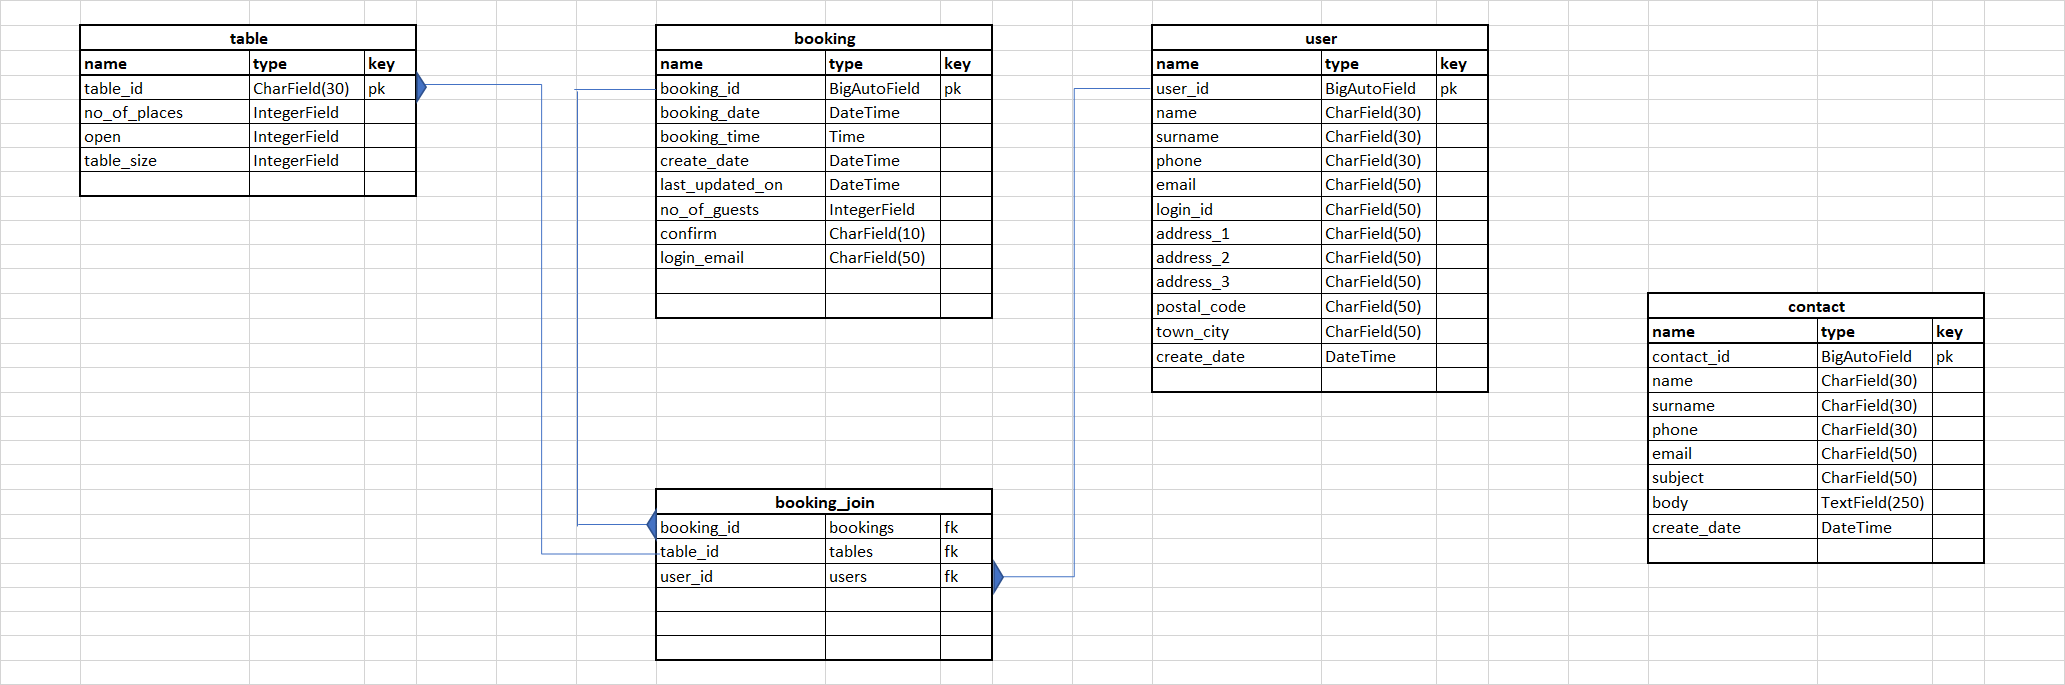 table
name type key
table_id CharField(30) pk
no_of_places IntegerField
open IntegerField
table_size IntegerField
booking
name type key
booking_id BigAutoField pk
booking_date DateTime
booking_time Time
create_date DateTime
last_updated_on DateTime
no_of_guests IntegerField
confirm CharField(10)
login_email CharField(50)
user
name type key
user_id BigAutoField pk
name CharField(30)
surname CharField(30)
phone CharField(30)
email CharField(50)
login_id CharField(50)
address_1 CharField(50)
address_2 CharField(50)
address_3 CharField(50)
postal_code CharField(50)
town_city CharField(50)
create_date DateTime
contact
name type key
contact_id BigAutoField pk
name CharField(30)
surname CharField(30)
phone CharField(30)
email CharField(50)
subject CharField(50)
body TextField(250)
create_date DateTime
booking_join
booking_id bookings fk
table_id tables fk
user_id users fk